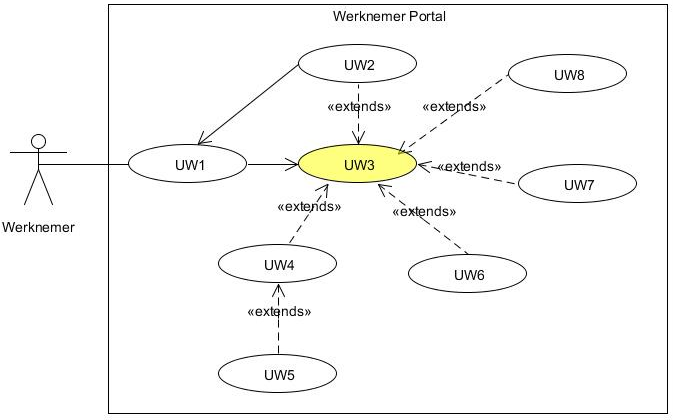 Werknemer Portal
UW2
UW8
«extends»
«extends»
UW1
UW3
«extends»
UW7
Werknemer
«extends»
«extends»
UW4
UW6
«extends»
UW5